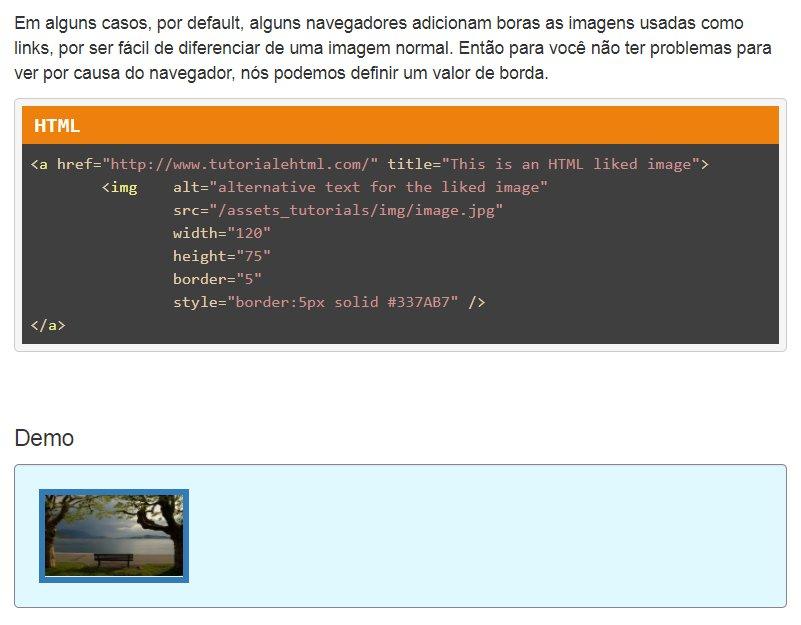 Em alguns casos, por default, alguns navegadores adicionam boras as imagens usadas como
links, por ser fácil de diferenciar de uma imagem normal. Então para você não ter problemas para
ver por causa do navegador, nós podemos definir um valor de borda.
HTML
<a href="http://www.tutorialehtml.com/" title="This is an HTML liked image">
<img alt="alternative text for the liked image"
src="/assets_tutorials/img/image.jpg"
width="120"
height="75"
border="5"
style="border:5px solid #337AB7" />
</a>
Demo